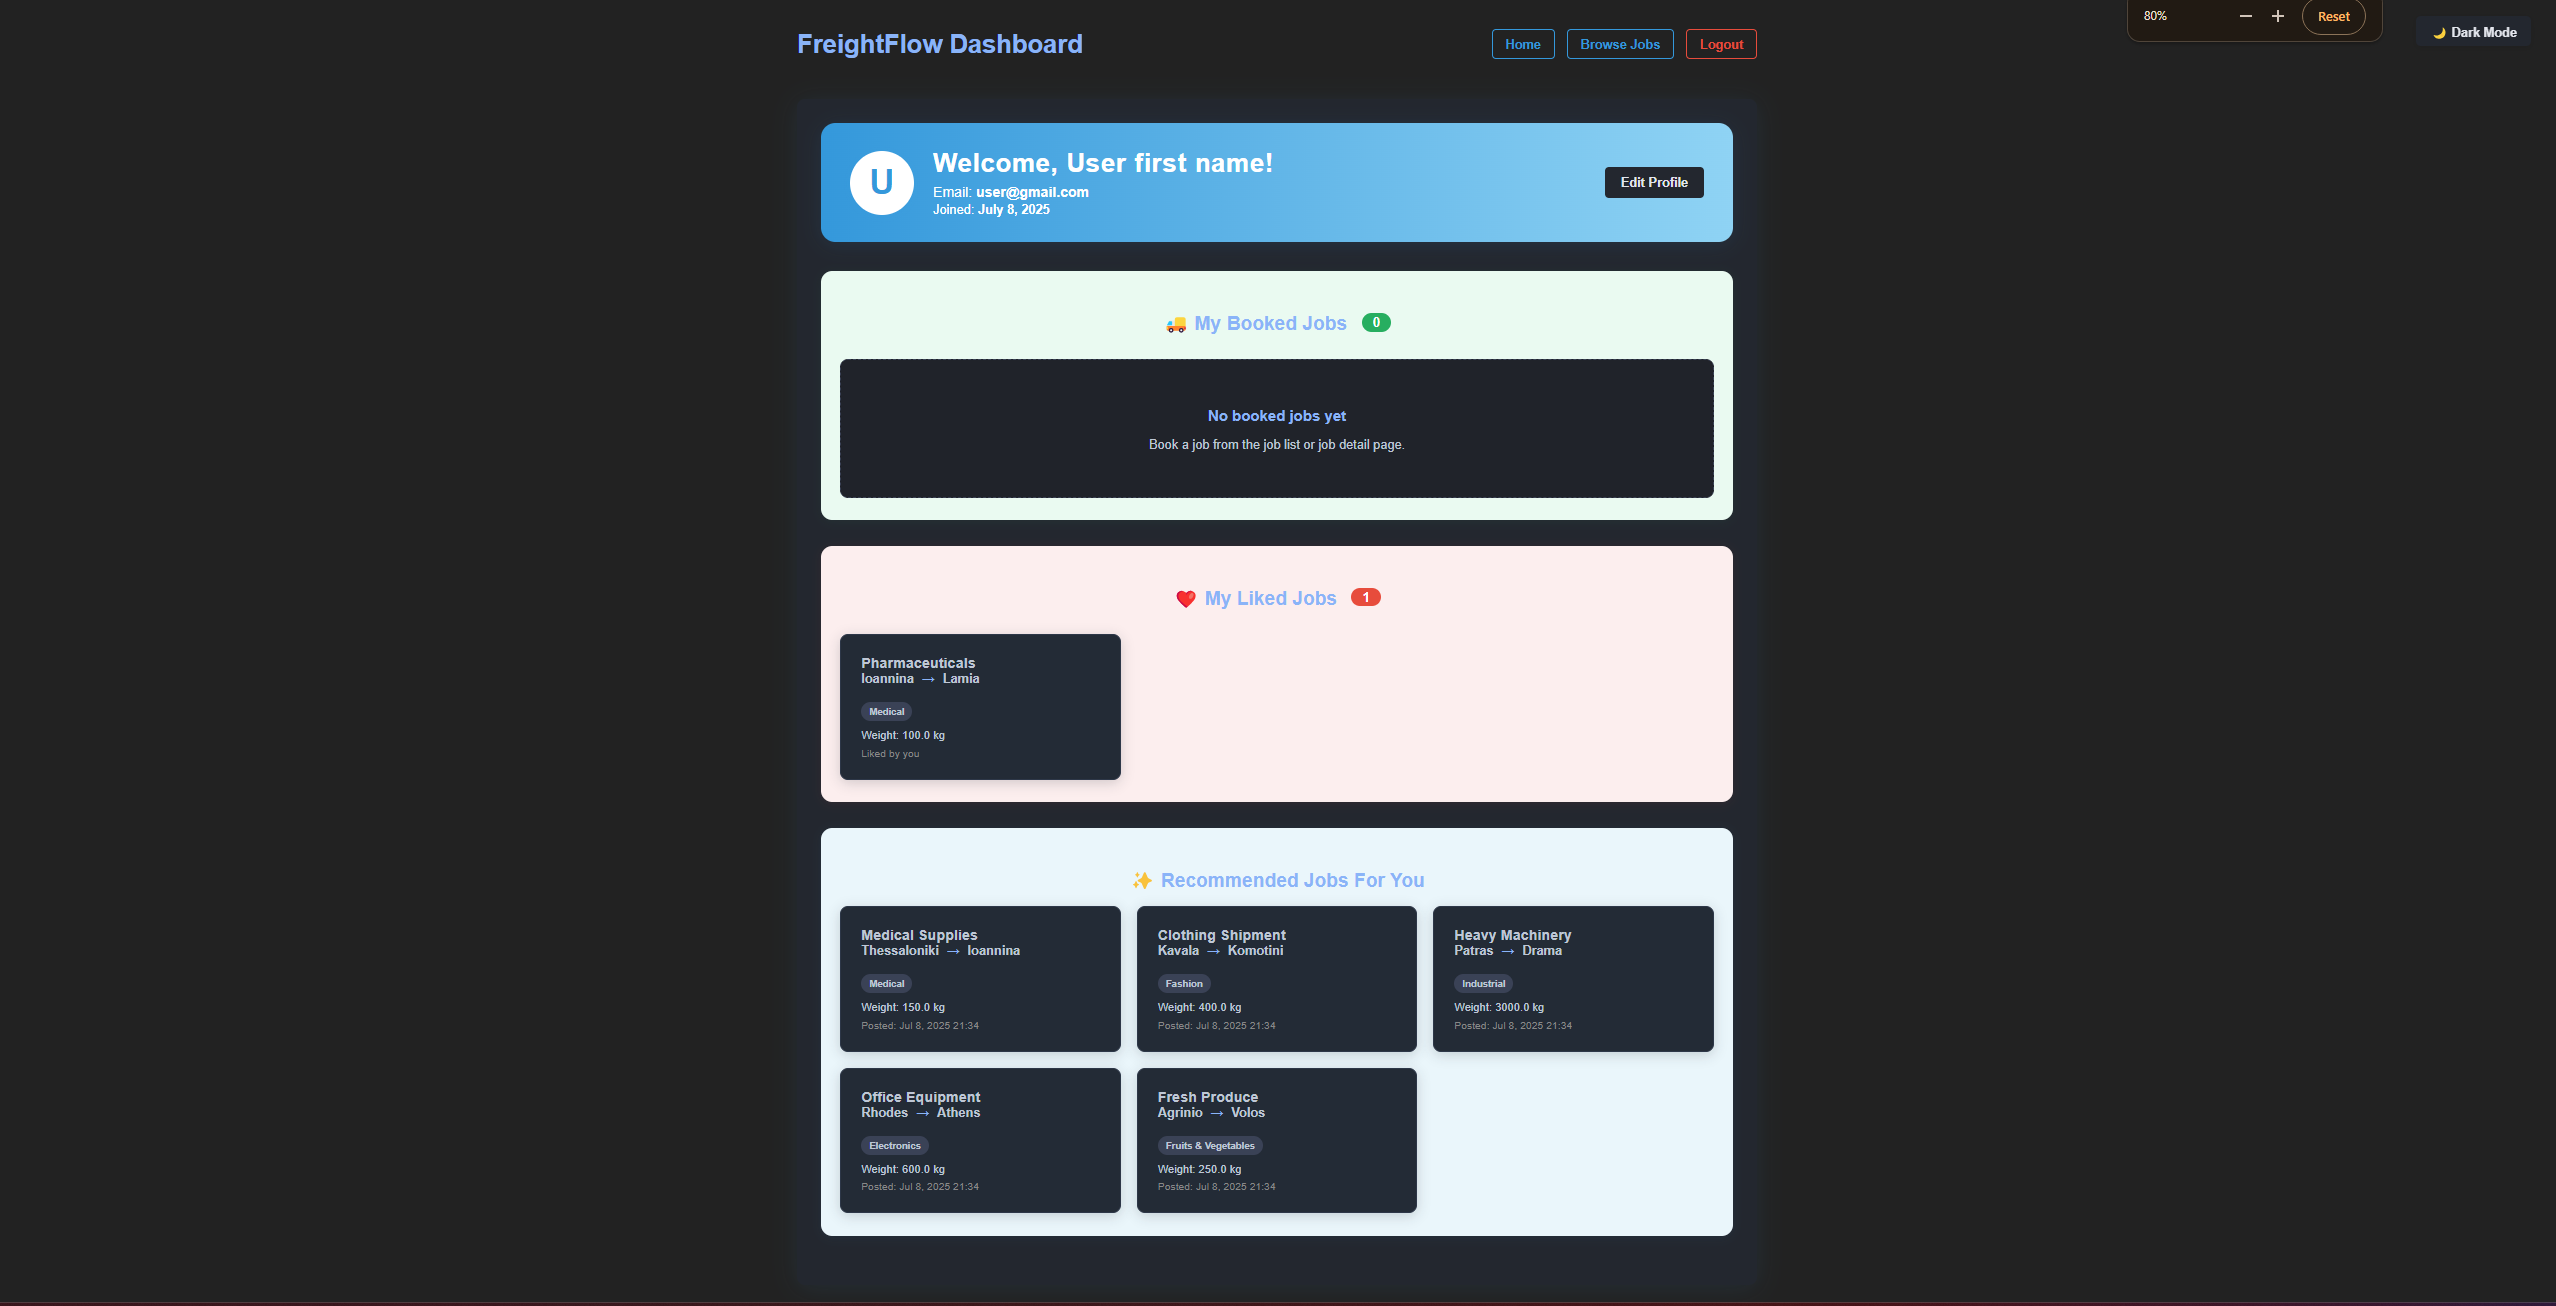 FreightFlow Dashboard
Home
Browse Jobs
Logout
80%
Reset
Dark Mode
U
Welcome, User first name!
Email: user@gmail.com
Joined: July 8, 2025
Edit Profile
My Booked Jobs 0
No booked jobs yet
Book a job from the job list or job detail page.
My Liked Jobs 1
Pharmaceuticals
Ioannina → Lamia
Medical
Weight: 100.0 kg
Liked by you
Recommended Jobs For You
Medical Supplies
Thessaloniki → Ioannina
Medical
Weight: 150.0 kg
Posted: Jul 8, 2025 21:34
Clothing Shipment
Kavala → Komotini
Fashion
Weight: 400.0 kg
Posted: Jul 8, 2025 21:34
Heavy Machinery
Patras → Drama
Industrial
Weight: 3000.0 kg
Posted: Jul 8, 2025 21:34
Office Equipment
Rhodes → Athens
Electronics
Weight: 600.0 kg
Posted: Jul 8, 2025 21:34
Fresh Produce
Agrinio → Volos
Fruits & Vegetables
Weight: 250.0 kg
Posted: Jul 8, 2025 21:34